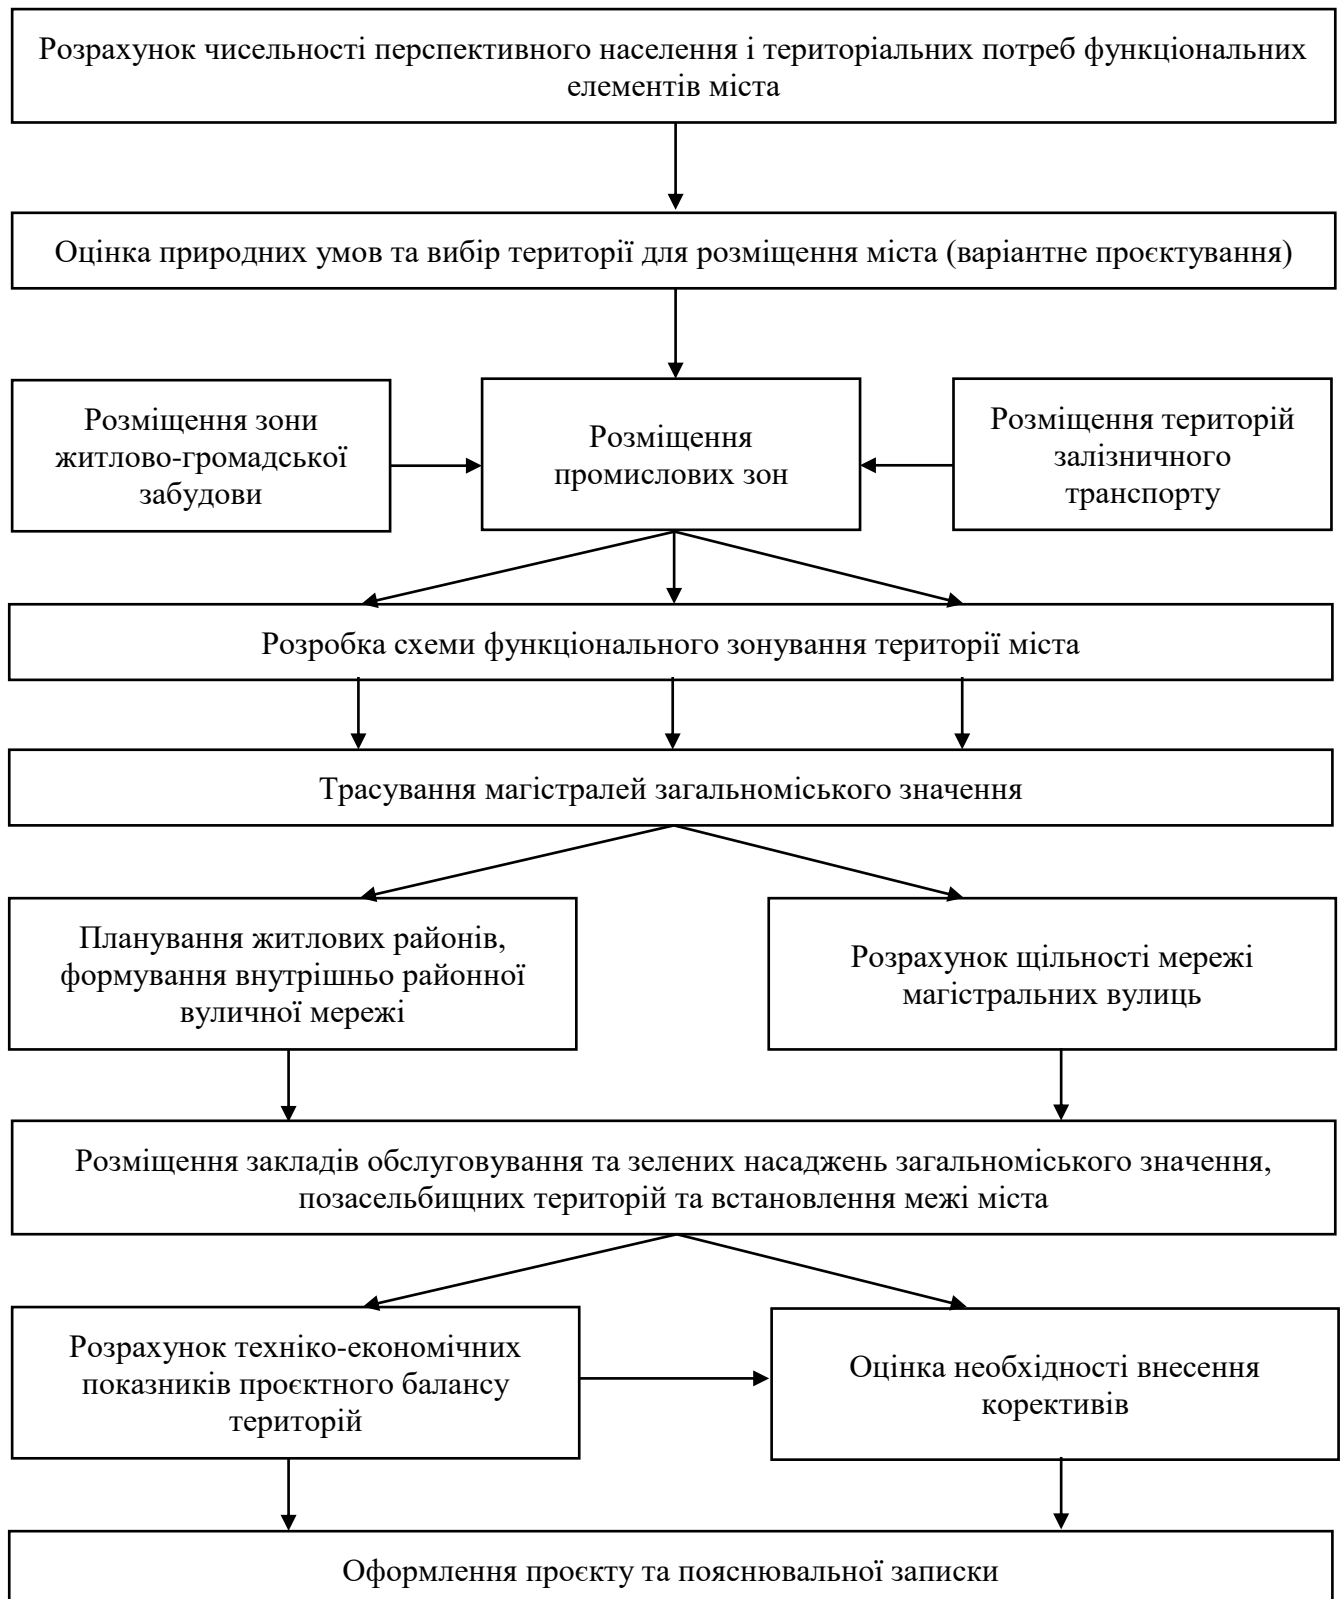 Розрахунок чисельності перспективного населення і територіальних потреб функціональних
елементів міста
Оцінка природних умов та вибір території для розміщення міста (варіантне проєктування)
Розміщення зони
житлово-громадської
забудови
Розміщення
промислових зон
Розміщення територій
залізничного
транспорту
Розробка схеми функціонального зонування території міста
Трасування магістралей загальноміського значення
Планування житлових районів,
формування внутрішньо районної
вуличної мережі
Розрахунок щільності мережі
магістральних вулиць
Розміщення закладів обслуговування та зелених насаджень загальноміського значення,
позасельбищних територій та встановлення межі міста
Розрахунок техніко-економічних
показників проєктного балансу
територій
Оцінка необхідності внесення
корективів
Оформлення проєкту та пояснювальної записки